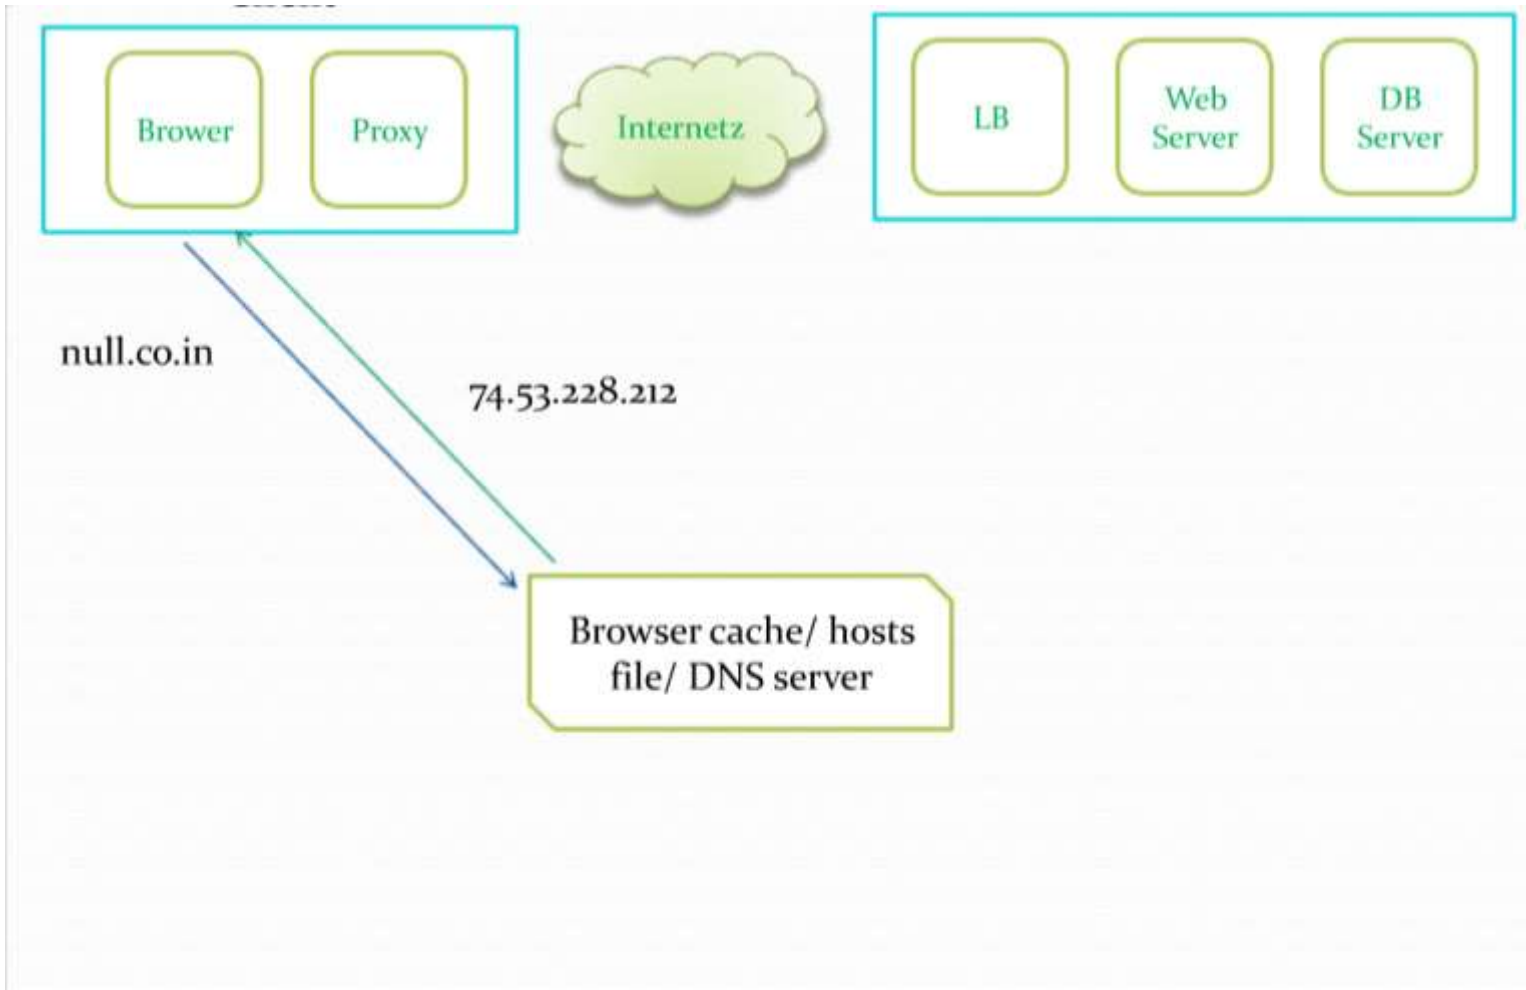 Brower
Proxy
Internetz
LB
Web
Server
DB
Server
null.co.in
74.53.228.212
Browser cache/ hosts
file/ DNS server